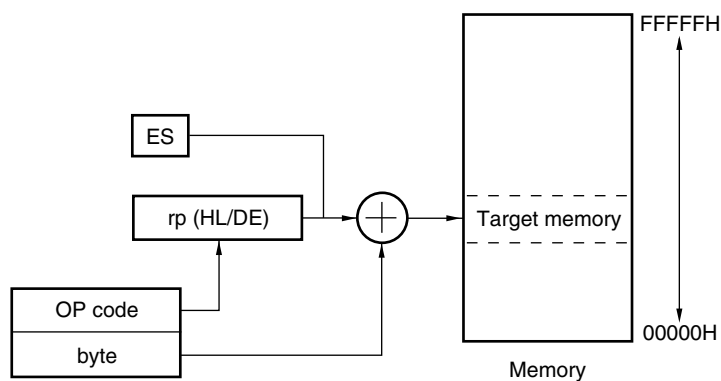 FFFFFH
ES
rp (HL/DE)
Target memory
OP code
byte
00000H
Memory